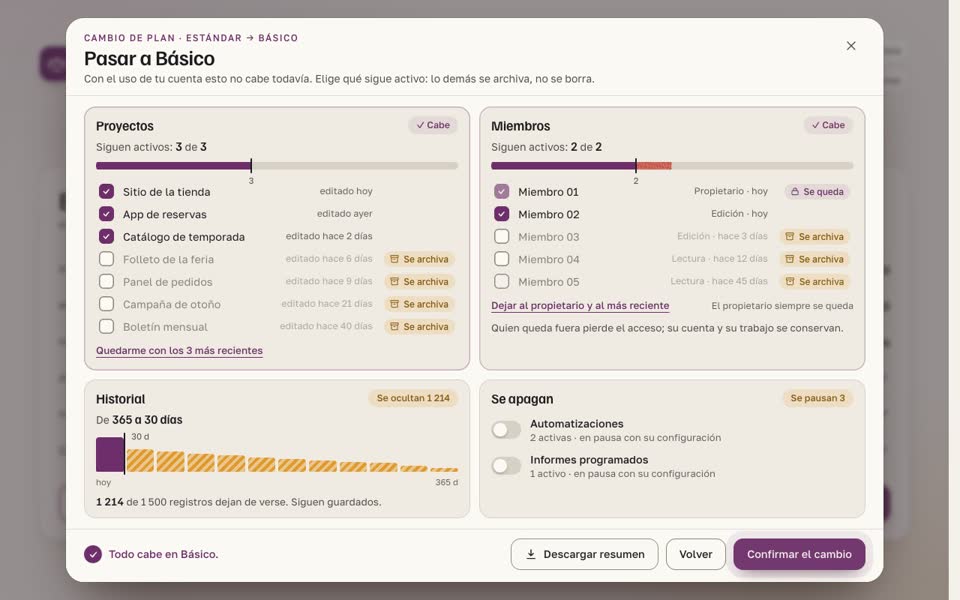 CAMBIO DE PLAN · ESTÁNDAR → BÁSICO
Pasar a Básico
Con el uso de tu cuenta esto no cabe todavía. Elige qué sigue activo: lo demás se archiva, no se borra.
Proyectos
Cabe
Siguen activos: 3 de 3
3
Sitio de la tienda editado hoy
App de reservas editado ayer
Catálogo de temporada editado hace 2 días
Folleto de la feria editado hace 6 días Se archiva
Panel de pedidos editado hace 9 días Se archiva
Campaña de otoño editado hace 21 días Se archiva
Boletín mensual editado hace 40 días Se archiva
Quedarme con los 3 más recientes
Miembros
Cabe
Siguen activos: 2 de 2
2
Miembro 01 Propietario · hoy Se queda
Miembro 02 Edición · hoy
Miembro 03 Edición · hace 3 días Se archiva
Miembro 04 Lectura · hace 12 días Se archiva
Miembro 05 Lectura · hace 45 días Se archiva
Dejar al propietario y al más reciente El propietario siempre se queda
Quien queda fuera pierde el acceso; su cuenta y su trabajo se conservan.
Historial
Se ocultan 1 214
De 365 a 30 días
30 d
hoy 365 d
1 214 de 1 500 registros dejan de verse. Siguen guardados.
Se apagan
Se pausan 3
Automatizaciones
2 activas · en pausa con su configuración
Informes programados
1 activo · en pausa con su configuración
Todo cabe en Básico.
Descargar resumen
Volver
Confirmar el cambio